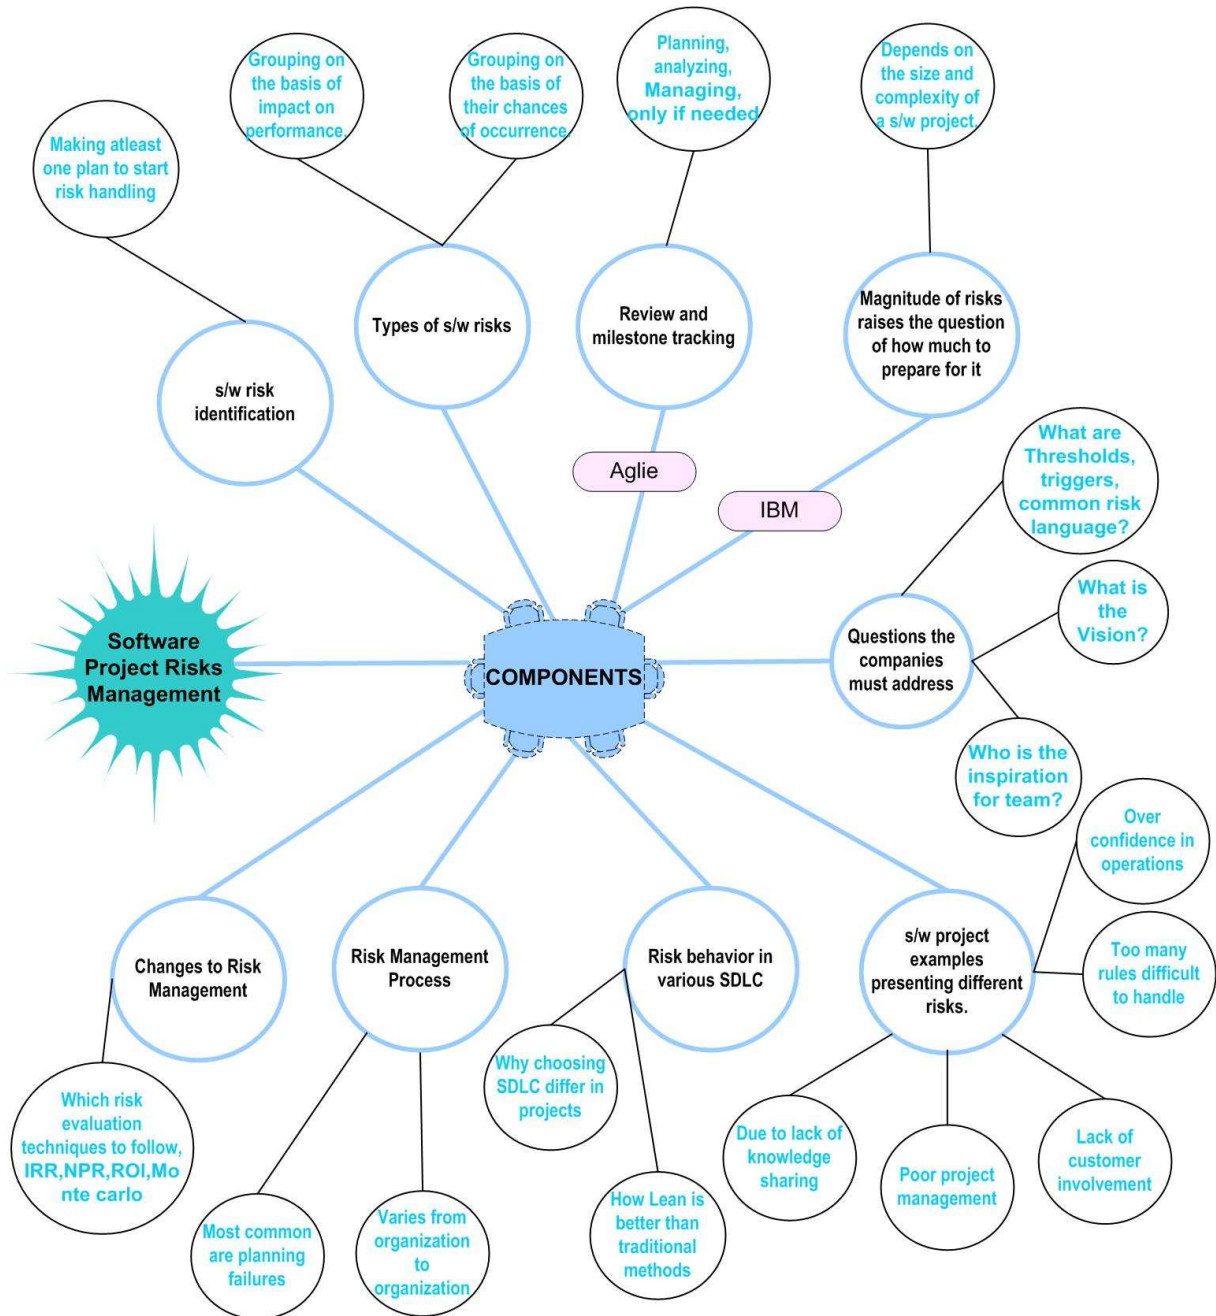 Grouping on
the basis of
impact on
performance.
Grouping on
the basis of
their chances
of occurrence.
Planning,
analyzing,
Managing,
only if needed
Depends on
the size and
complexity of
a s/w project.
Making atleast
one plan to start
risk handling
s/w risk
identification
Types of s/w risks
Review and
milestone tracking
Magnitude of risks
raises the question
of how much to
prepare for it
Aglie
IBM
What are
Thresholds,
triggers,
common risk
language?
What is
the
Vision?
Software
Project Risks
Management
COMPONENTS
Questions the
companies
must address
Who is the
inspiration
for team?
Over
confidence in
operations
Too many
rules difficult
to handle
Changes to Risk
Management
Risk Management
Process
Risk behavior in
various SDLC
s/w project
examples
presenting different
risks.
Which risk
evaluation
techniques to follow,
IRR,NPR,ROI,Mo
nte carlo
Most common
are planning
failures
Varies from
organization
to
organization
Why choosing
SDLC differ in
projects
How Lean is
better than
traditional
methods
Due to lack of
knowledge
sharing
Poor project
management
Lack of
customer
involvement